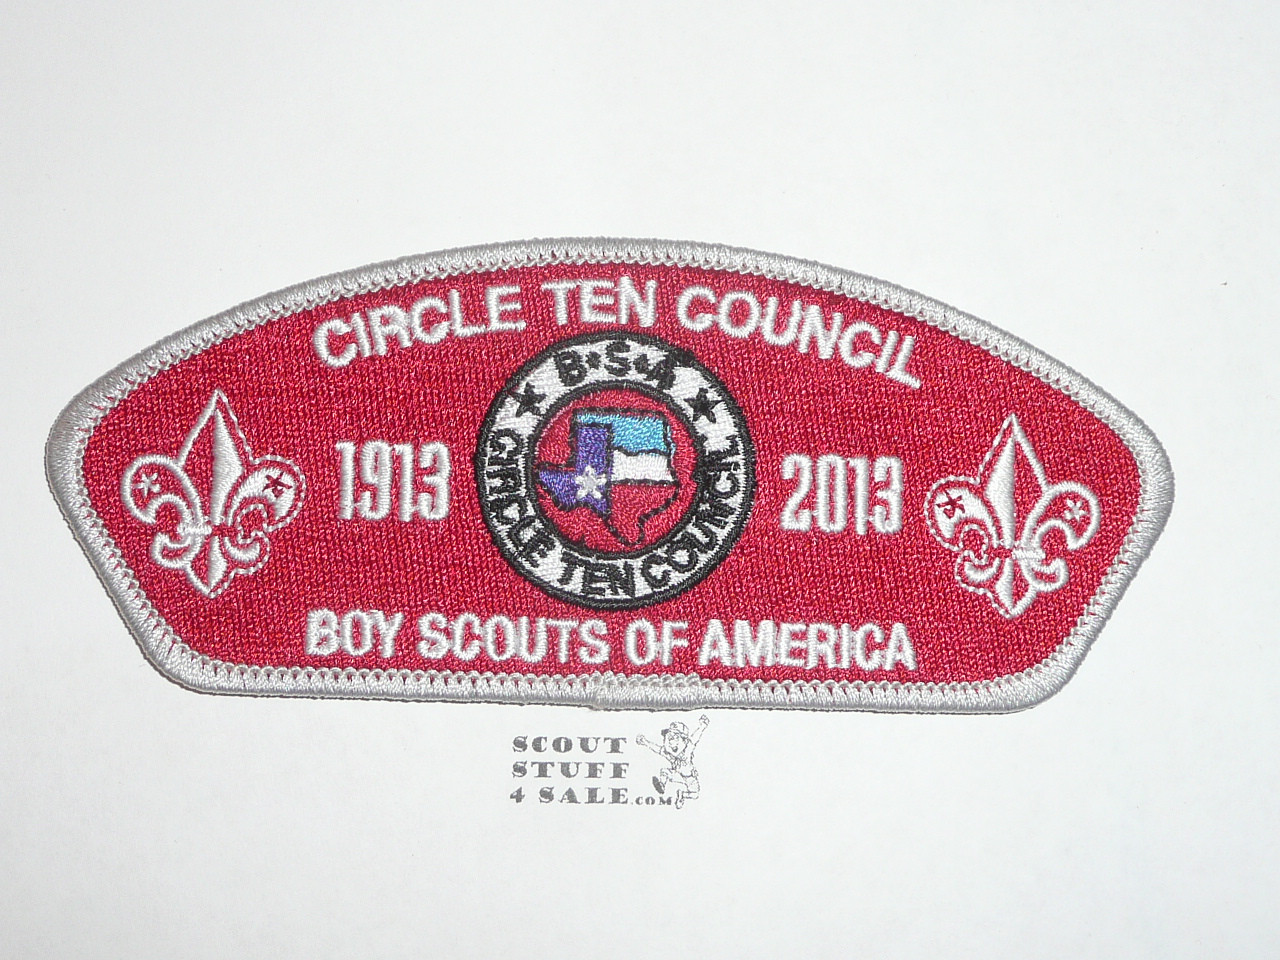 CIRCLE TEN COUNCIL
B·S·A
1913
2013
CIRCLE TEN COUNCIL
BOY SCOUTS OF AMERICA
SCOUT
STUFF
4 SALE.COM